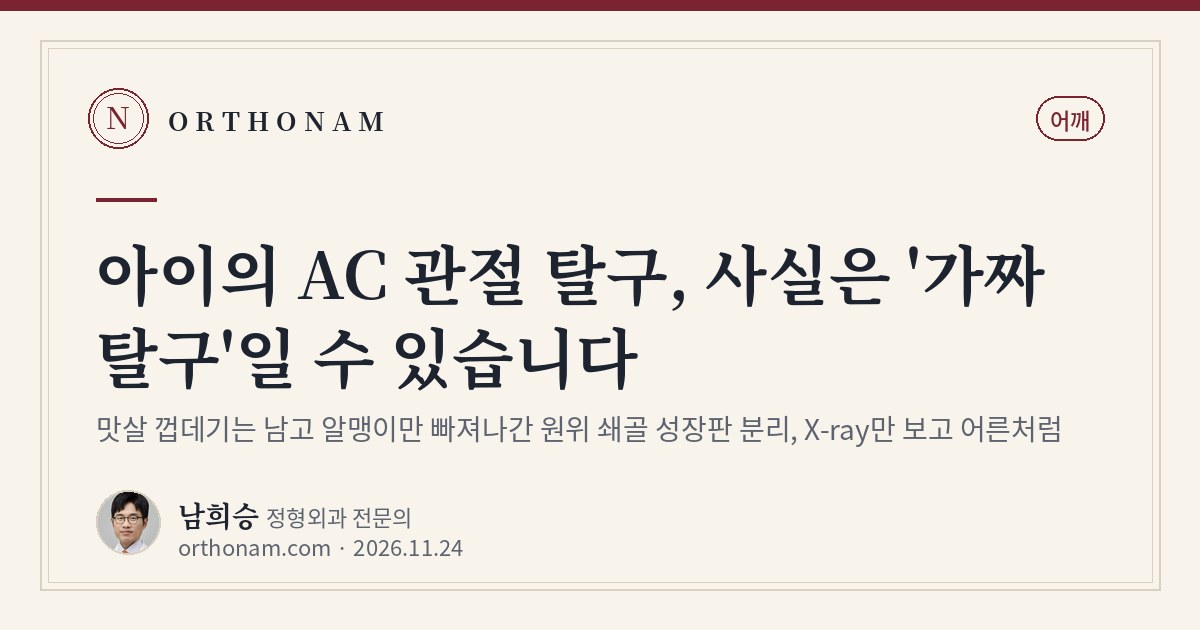 N ORTHONAM
어깨
아이의 AC 관절 탈구, 사실은 '가짜
탈구'일 수 있습니다
맛살 껍데기는 남고 알맹이만 빠져나간 원위 쇄골 성장판 분리, X-ray만 보고 어른처럼
남희승 정형외과 전문의
orthonam.com · 2026.11.24